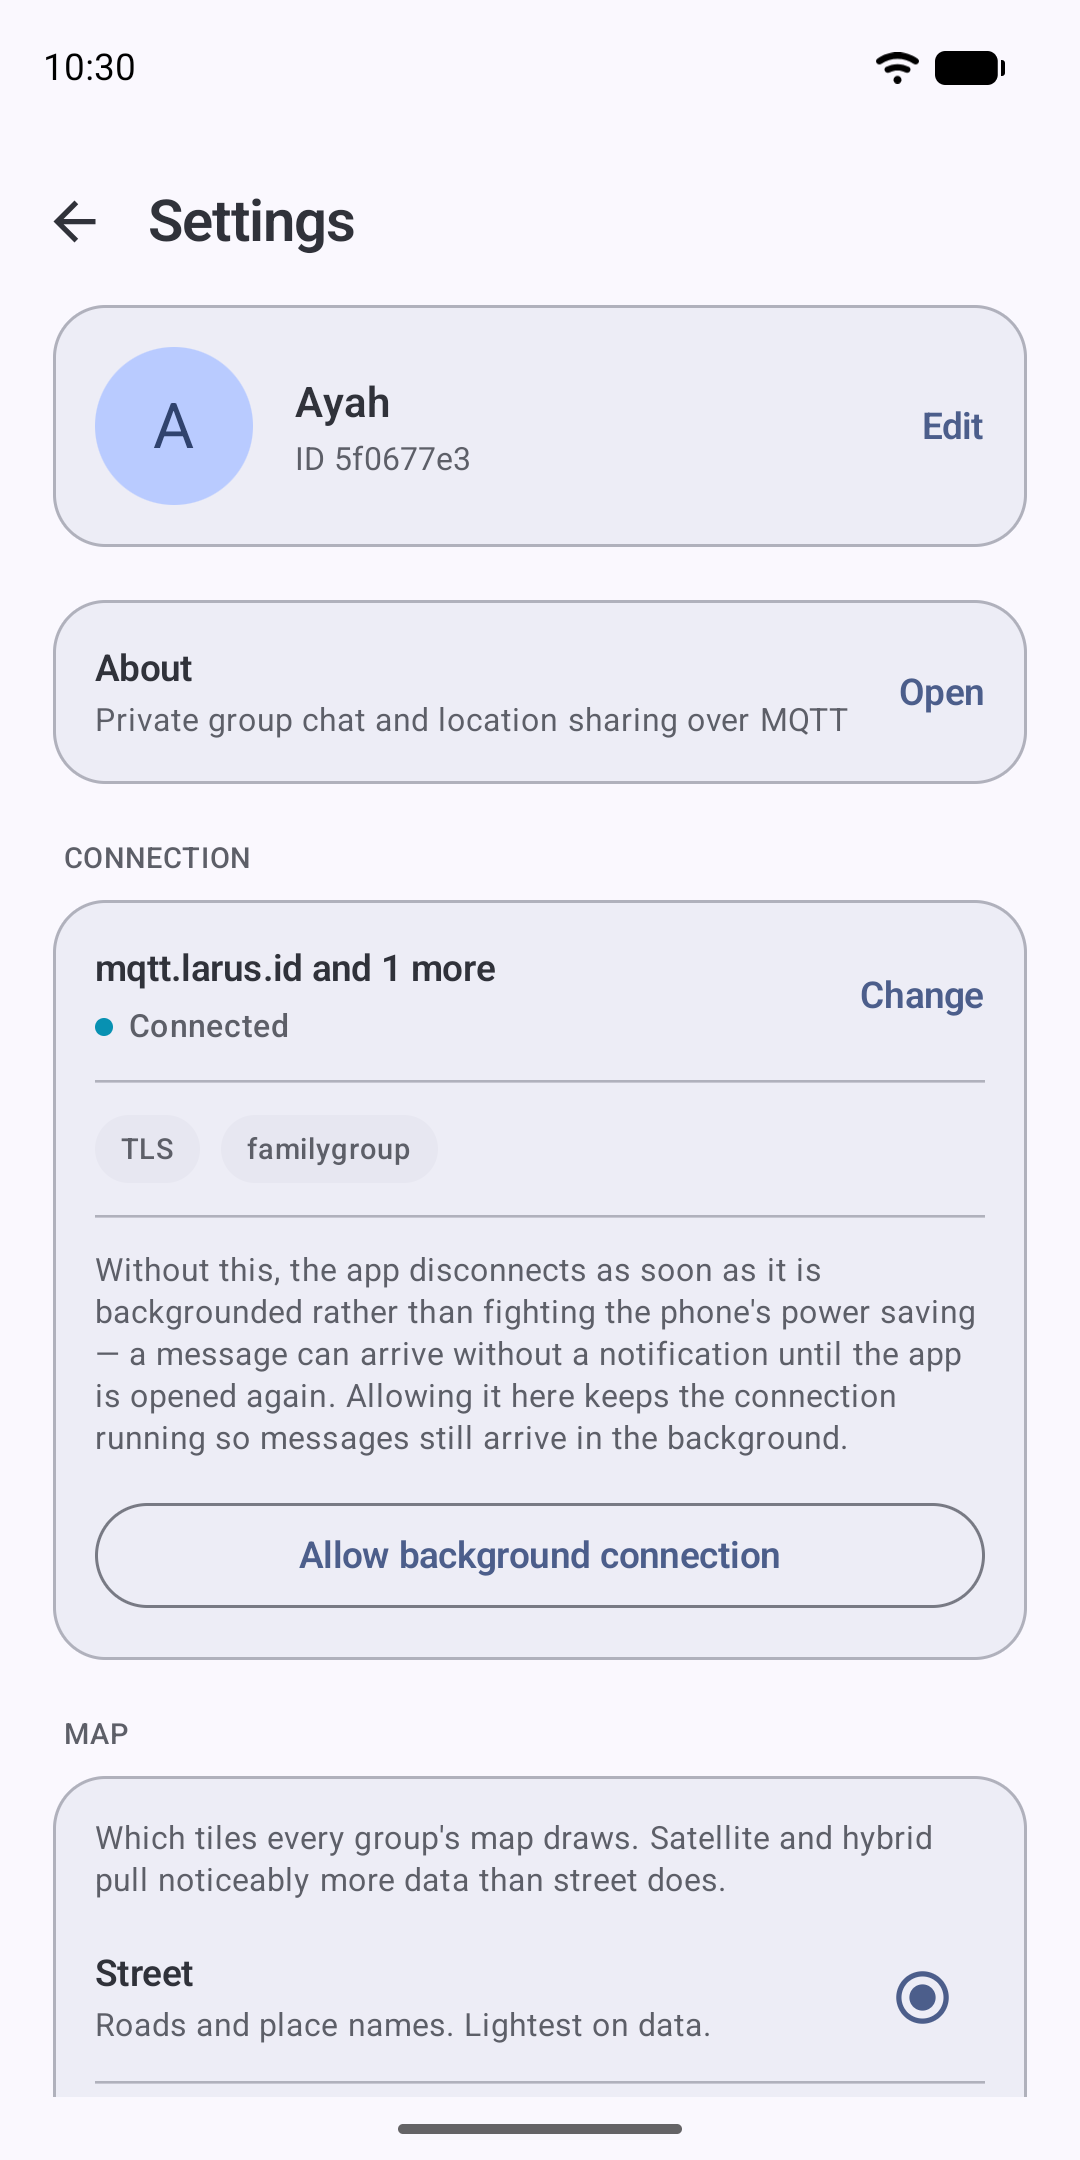 10:30
Settings
A
Ayah
ID 5f0677e3
Edit
About
Private group chat and location sharing over MQTT
Open
CONNECTION
mqtt.larus.id and 1 more
Connected
Change
TLS
familygroup
Without this, the app disconnects as soon as it is
backgrounded rather than fighting the phone's power saving
— a message can arrive without a notification until the app
is opened again. Allowing it here keeps the connection
running so messages still arrive in the background.
Allow background connection
MAP
Which tiles every group's map draws. Satellite and hybrid
pull noticeably more data than street does.
Street
Roads and place names. Lightest on data.